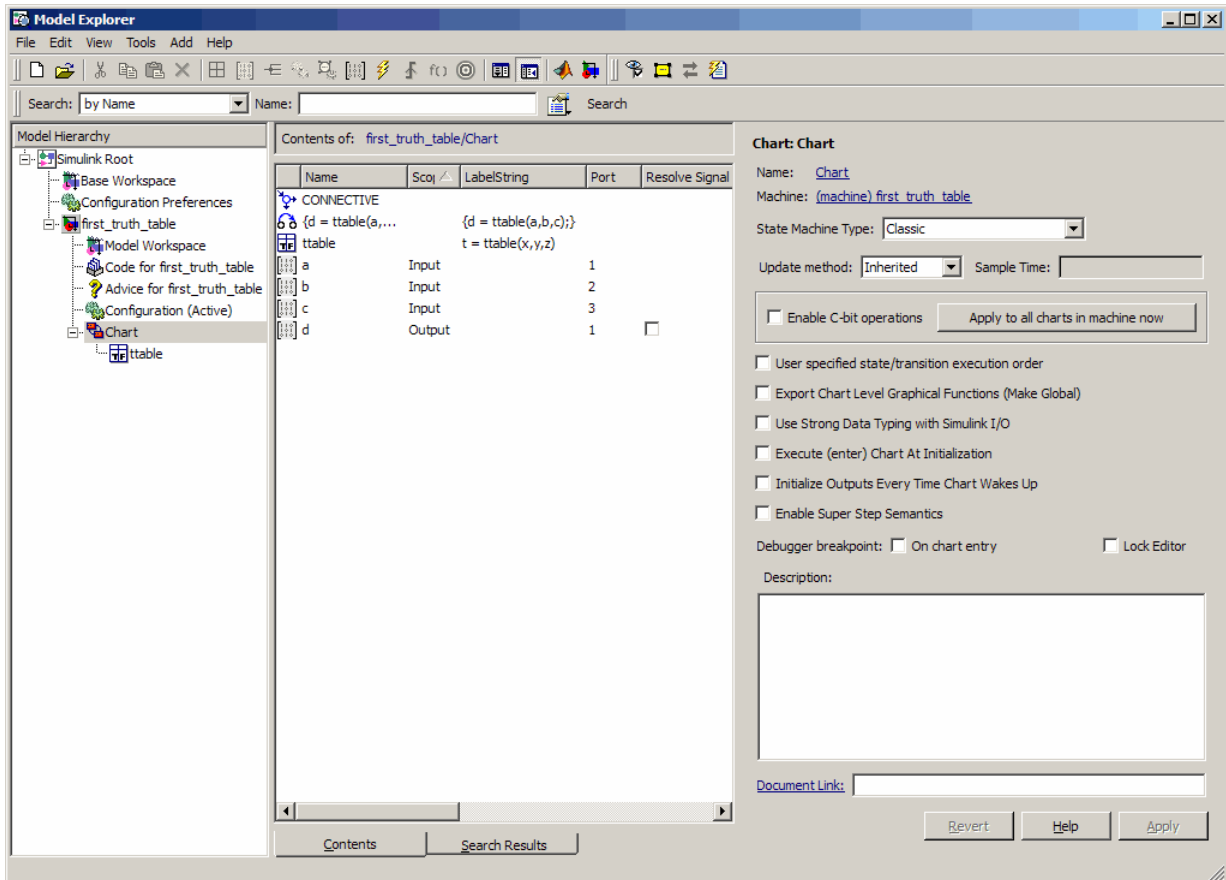 Model Explorer
File Edit View Tools Add Help
Search: by Name Name: Search
Model Hierarchy
Simulink Root
Base Workspace
Configuration Preferences
first_truth_table
Model Workspace
Code for first_truth_table
Advice for first_truth_table
Configuration (Active)
Chart
ttable
Contents of: first_truth_table/Chart
Name Scop LabelString Port Resolve Signal
CONNECTIVE
{d = ttable(a,... {d = ttable(a,b,c);}
ttable t = ttable(x,y,z)
a Input 1
b Input 2
c Input 3
d Output 1
Contents Search Results
Chart: Chart
Name: Chart
Machine: (machine) first_truth_table
State Machine Type: Classic
Update method: Inherited Sample Time:
Enable C-bit operations Apply to all charts in machine now
User specified state/transition execution order
Export Chart Level Graphical Functions (Make Global)
Use Strong Data Typing with Simulink I/O
Execute (enter) Chart At Initialization
Initialize Outputs Every Time Chart Wakes Up
Enable Super Step Semantics
Debugger breakpoint: On chart entry Lock Editor
Description:
Document Link:
Revert Help Apply